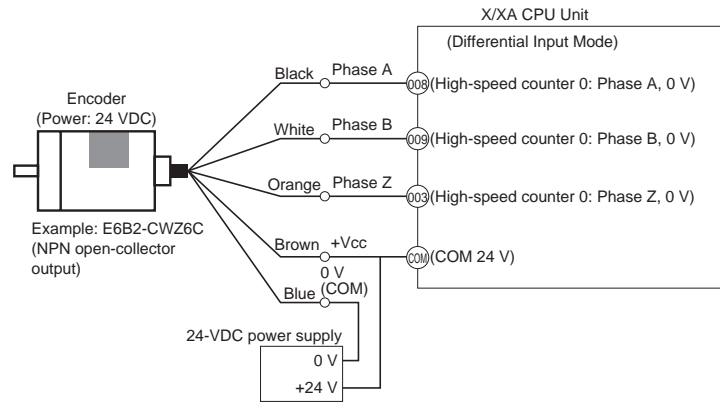 X/XA CPU Unit
(Differential Input Mode)
Black Phase A 008 (High-speed counter 0: Phase A, 0 V)
Encoder
(Power: 24 VDC)
White Phase B 009 (High-speed counter 0: Phase B, 0 V)
Orange Phase Z 003 (High-speed counter 0: Phase Z, 0 V)
Example: E6B2-CWZ6C
(NPN open-collector
output)
Brown +Vcc COM (COM 24 V)
0 V
Blue (COM)
24-VDC power supply
0 V
+24 V